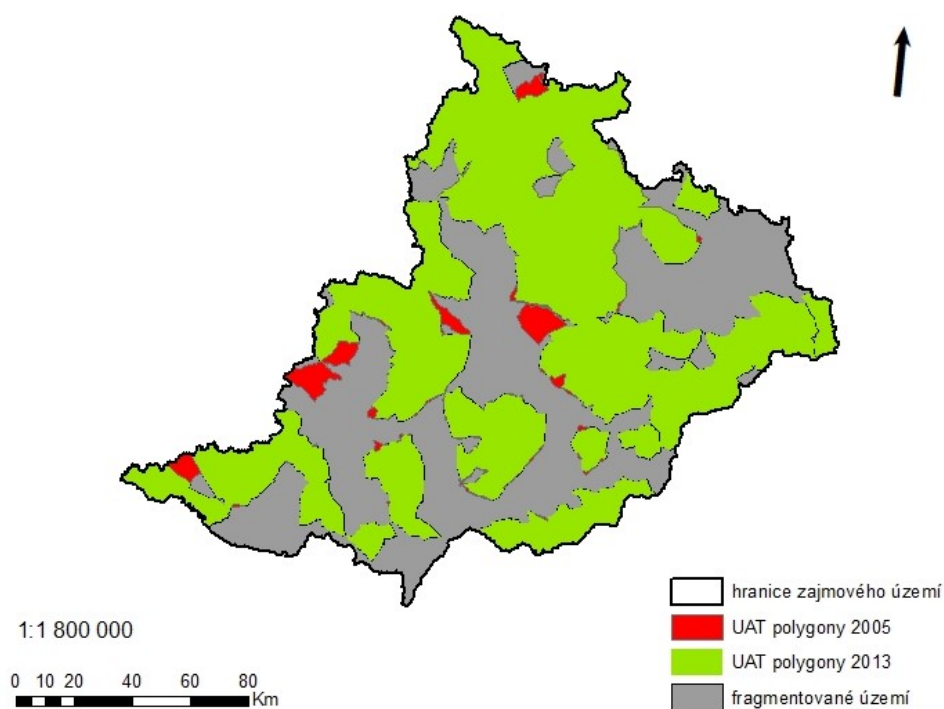 hranice zajmového území
UAT polygony 2005
UAT polygony 2013
fragmentované území
1:1 800 000
0 10 20 40 60 80
Km